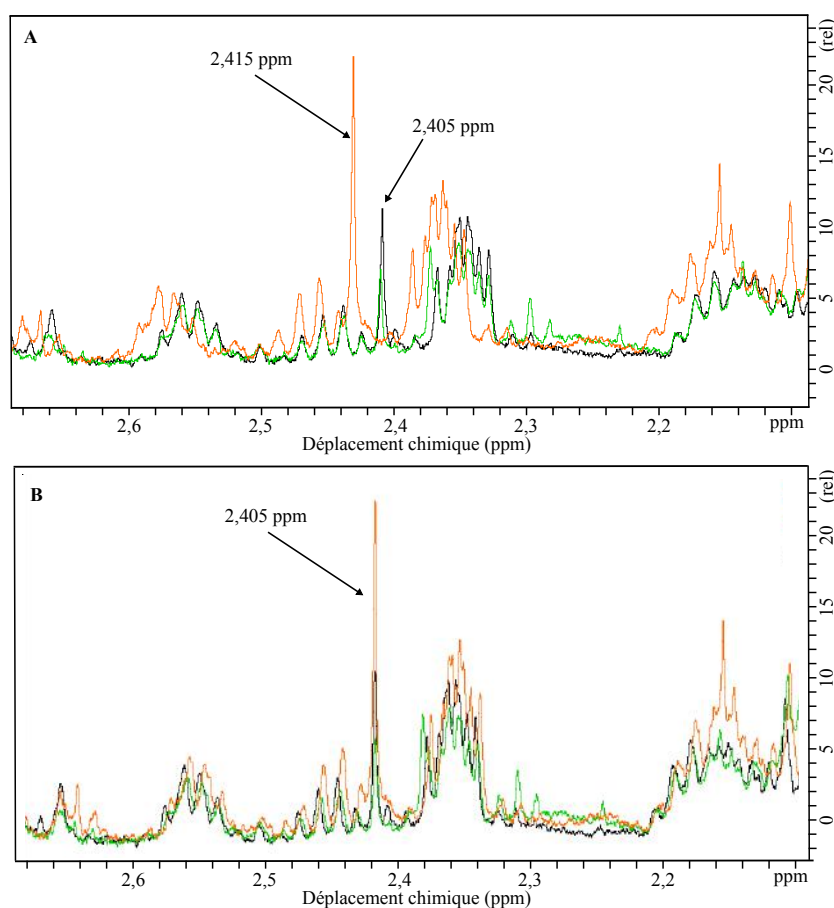 A
2,415 ppm
2,405 ppm
(rel)
20
15
10
5
0
2,6
2,5
2,4
2,3
2,2
ppm
Déplacement chimique (ppm)
B
2,405 ppm
(rel)
20
15
10
5
0
2,6
2,5
2,4
2,3
2,2
ppm
Déplacement chimique (ppm)